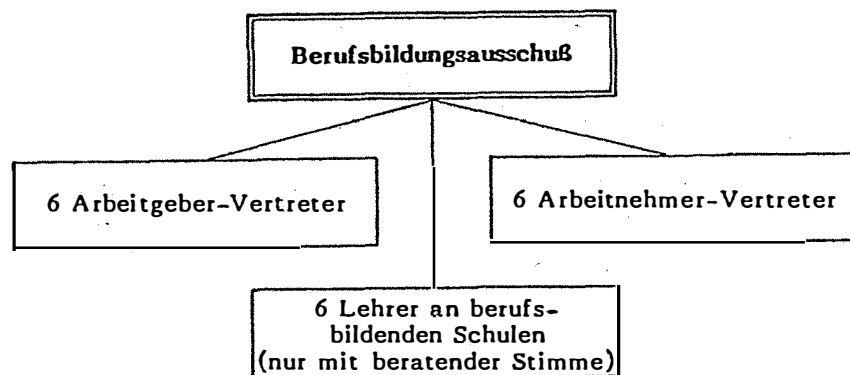 Berufsbildungsausschuß
6 Arbeitgeber-Vertreter
6 Arbeitnehmer-Vertreter
6 Lehrer an berufs-
bildenden Schulen
(nur mit beratender Stimme)